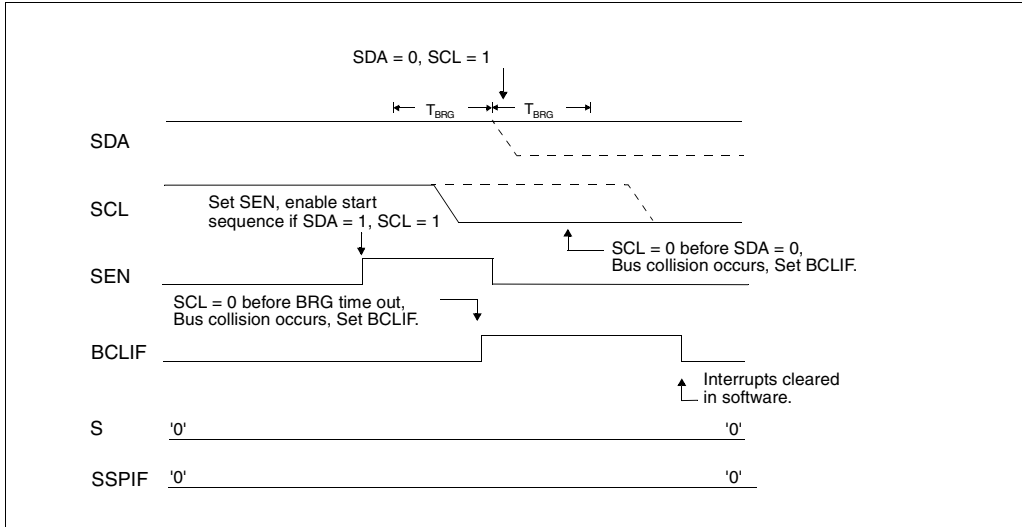 SDA = 0, SCL = 1
TBRG TBRG
SDA
SCL
Set SEN, enable start
sequence if SDA = 1, SCL = 1
SCL = 0 before SDA = 0,
Bus collision occurs, Set BCLIF.
SEN
SCL = 0 before BRG time out,
Bus collision occurs, Set BCLIF.
BCLIF
Interrupts cleared
in software.
S '0' '0'
SSPIF '0' '0'